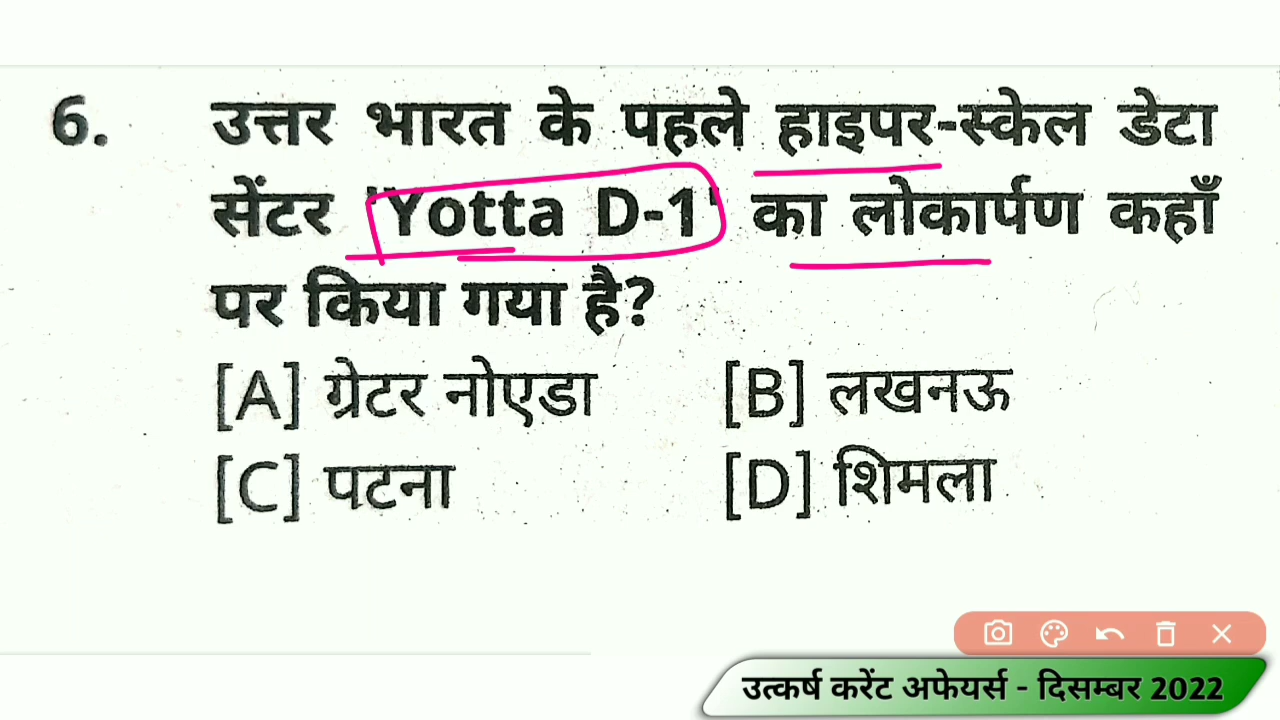 6. उत्तर भारत के पहले हाइपर-स्केल डेटा
सेंटर 'Yotta D-1' का लोकार्पण कहाँ
पर किया गया है?
[A] ग्रेटर नोएडा [B] लखनऊ
[C] पटना [D] शिमला
उत्कर्ष करेंट अफेयर्स - दिसम्बर 2022